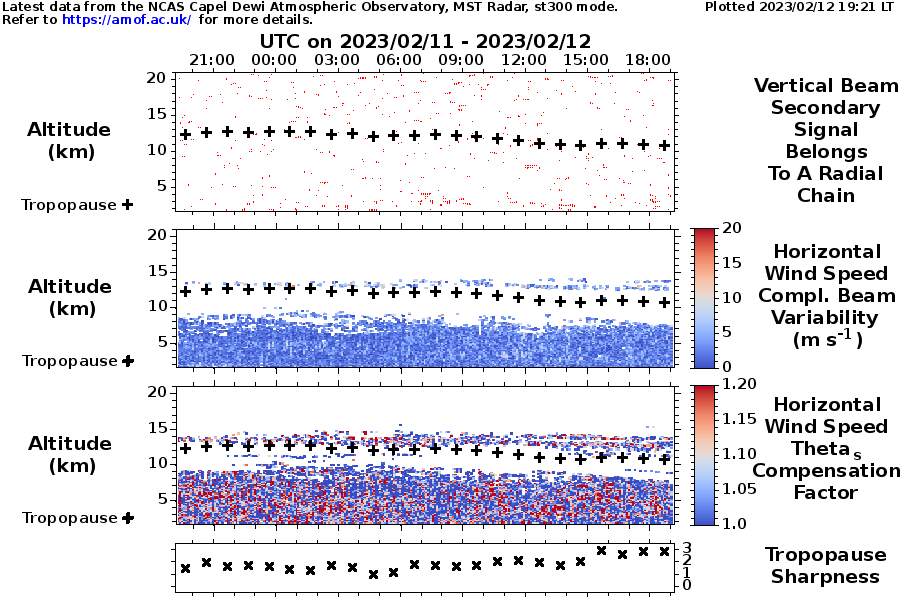 Latest data from the NCAS Capel Dewi Atmospheric Observatory, MST Radar, st300 mode.
Plotted 2023/02/12 19:21 LT
Refer to https://amof.ac.uk/ for more details.
UTC on 2023/02/11 - 2023/02/12
21:00 00:00 03:00 06:00 09:00 12:00 15:00 18:00
20
15
10
5
Altitude
(km)
Tropopause +
Vertical Beam
Secondary
Signal
Belongs
To A Radial
Chain
20
15
10
5
Altitude
(km)
Tropopause +
20
15
10
5
0
Horizontal
Wind Speed
Compl. Beam
Variability
(m s-1)
20
15
10
5
Altitude
(km)
Tropopause +
1.20
1.15
1.10
1.05
1.0
Horizontal
Wind Speed
Theta s
Compensation
Factor
3
2
1
0
Tropopause
Sharpness